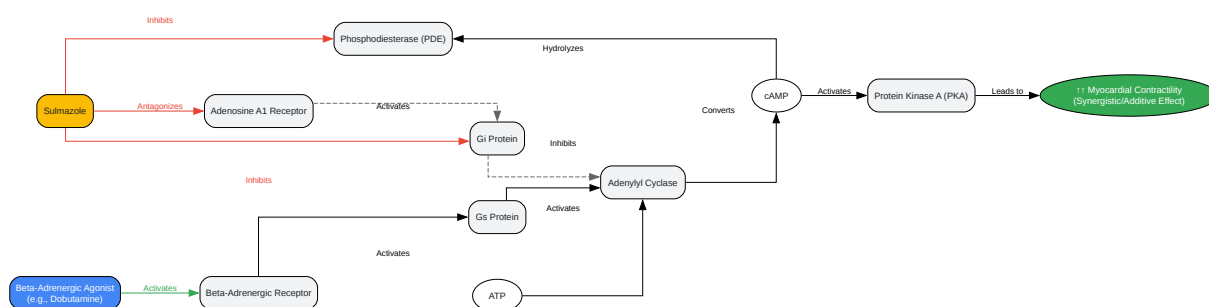 Inhibits
Phosphodiesterase (PDE)
Hydrolyzes
Sulmazole
Antagonizes
Adenosine A1 Receptor
Activates
cAMP
Activates
Protein Kinase A (PKA)
Leads to
↑↑ Myocardial Contractility
(Synergistic/Additive Effect)
Converts
Gi Protein
Inhibits
Inhibits
Adenylyl Cyclase
Activates
Gs Protein
Activates
Beta-Adrenergic Agonist
(e.g., Dobutamine)
Activates
Beta-Adrenergic Receptor
ATP